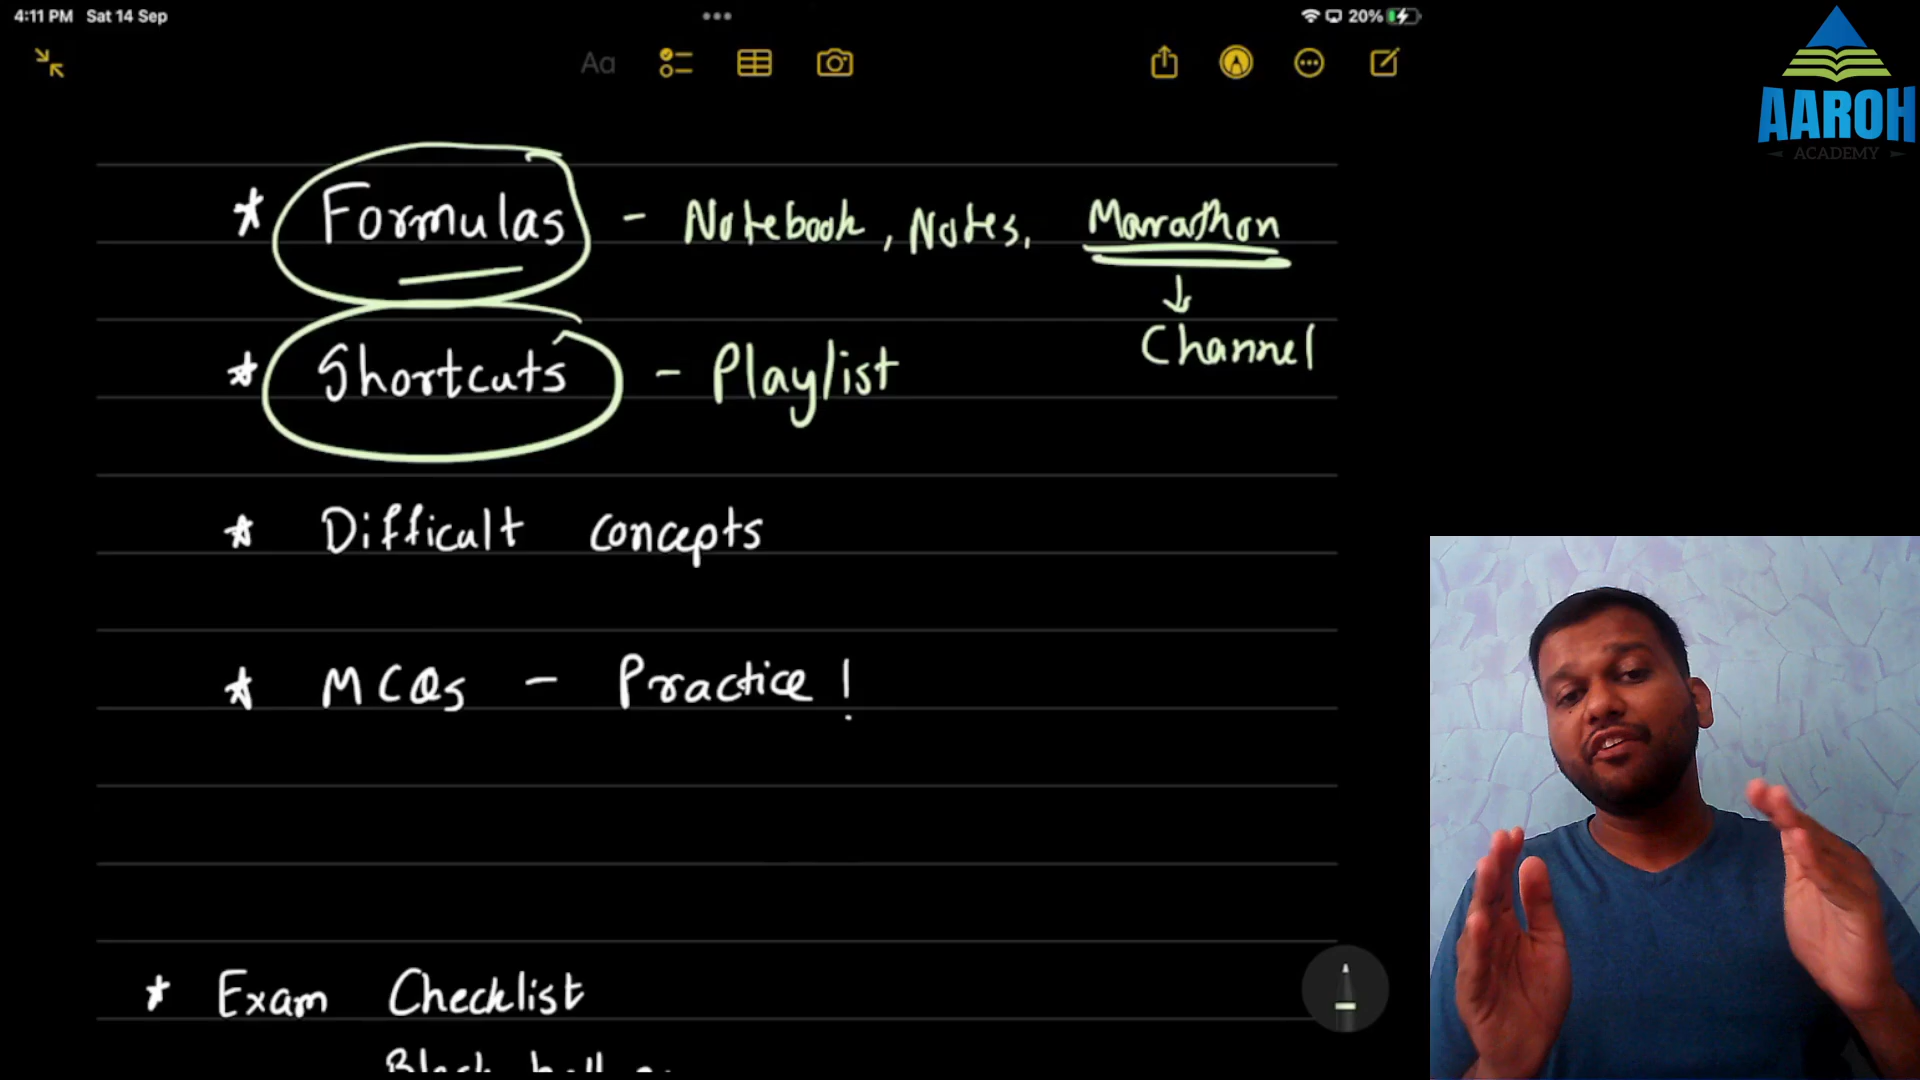 4:11 PM Sat 14 Sep
20%
Aa
AAROH
ACADEMY
* Formulas - Notebook, Notes, Marathon
↓
Channel
* Shortcuts - Playlist
* Difficult concepts
* MCQs - Practice!
* Exam Checklist